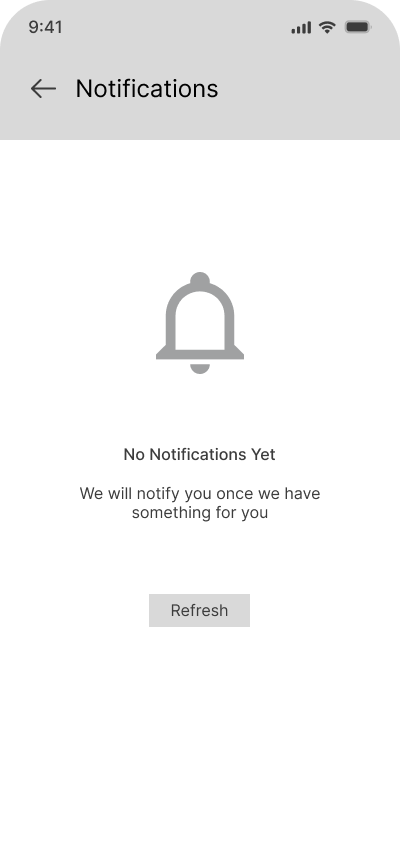 9:41
Notifications
No Notifications Yet
We will notify you once we have
something for you
Refresh